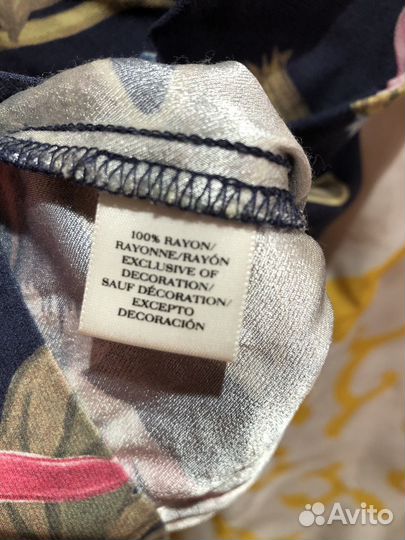 100% RAYON/
RAYONNE/RAYÓN
EXCLUSIVE OF
DECORATION/
SAUF DÉCORATION/
EXCEPTO
DECORACIÓN
Avito